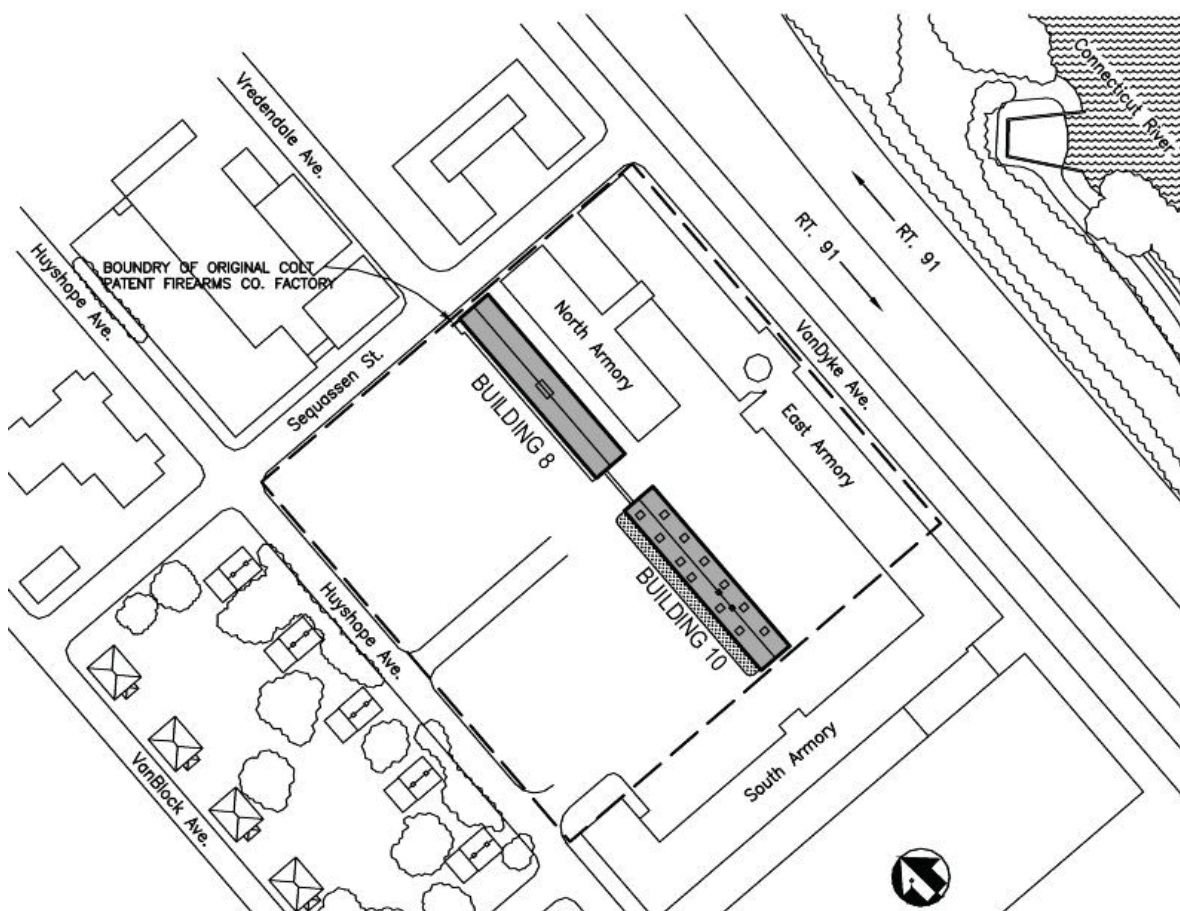 Vredendale Ave.
Connecticut River
RT. 91
RT. 91
Huyshope Ave.
BOUNDRY OF ORIGINAL COLT
PATENT FIREARMS CO. FACTORY
North Armory
VanDyke Ave.
Sequassen St.
BUILDING 8
East Armory
Huyshope Ave.
BUILDING 10
VanBlock Ave.
South Armory